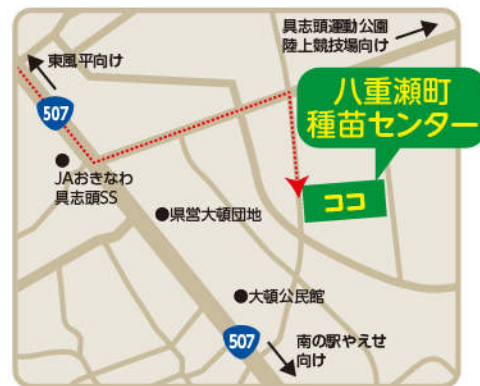 具志頭運動公園
陸上競技場向け
東風平向け
507
八重瀬町
種苗センター
JAおきなわ
具志頭SS
ココ
県営大頓団地
大頓公民館
507
南の駅やえせ
向け